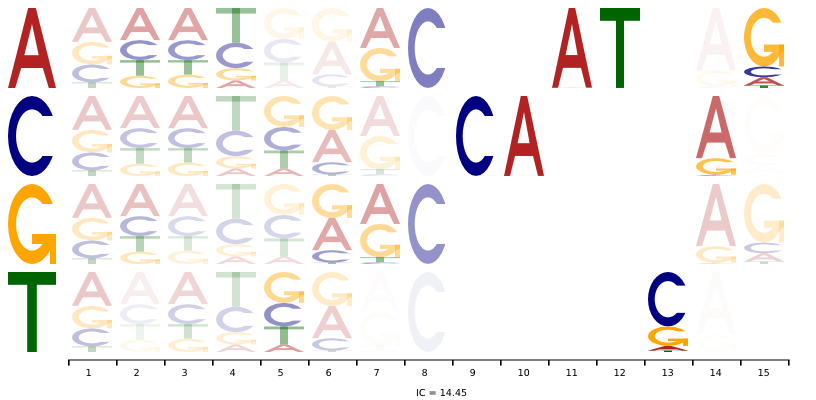 A A A A T G G A C A T A G
G C C C C A G G C
C T T G T C T A
T G G A T
C A A A T G G A C C A A C
G C C C C A G G
C T T G T C
T G G A A
G A A A T G G A C A G
G C C C C A G G C
C T T G T C T A
T G G A
T A A A T G G A C C A
G C C C C A G
C T T G T C A
T G A A
1 2 3 4 5 6 7 8 9 10 11 12 13 14 15
IC = 14.45